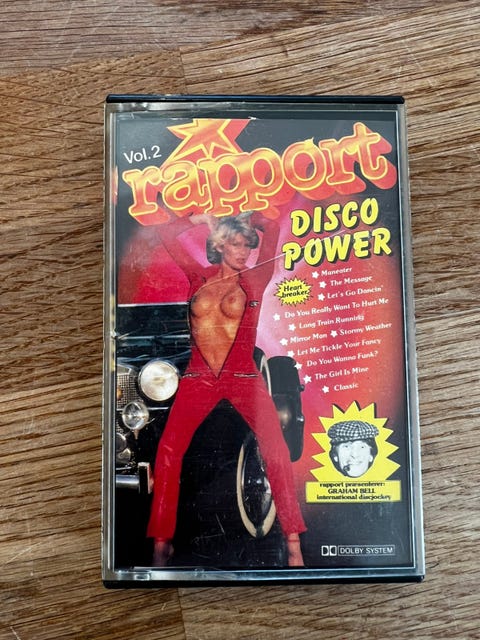 Vol.2
rapport
DISCO
POWER
Heart
breaker
Maneater
The Message
Let's Go Dancin'
Do You Really Want To Hurt Me
Long Train Running
Mirror Man ★ Stormy Weather
Let Me Tickle Your Fancy
Do You Wanna Funk?
The Girl Is Mine
Classic
rapport præsenterer:
GRAHAM BELL
international discjockey
DOLBY SYSTEM